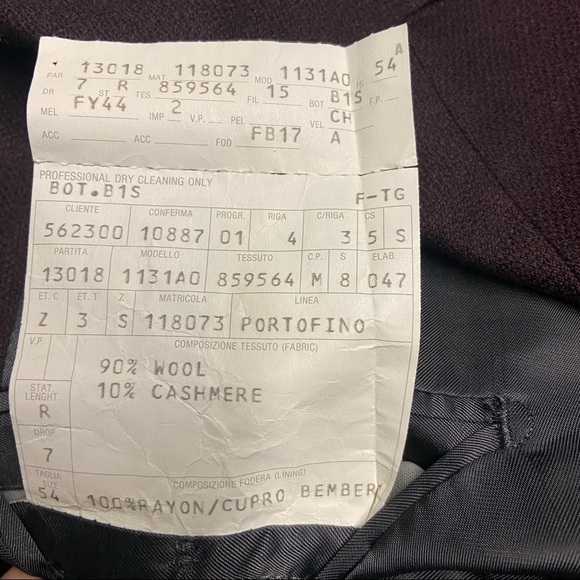 PAR 13018 MAT 118073 MOD 1131A0 TG 54 A
DR 7 ST R TES 859564 FIL 15 BOT B1S F.P.
MEL FY44 IMP 2 V.P. PEL VEL CH
ACC ACC FOD FB17 A
PROFESSIONAL DRY CLEANING ONLY
BOT.B1S F-TG
CLIENTE CONFERMA PROGR. RIGA C/RIGA CS
562300 10887 01 4 3 5 S
PARTITA MODELLO TESSUTO C.P. S ELAB.
13018 1131A0 859564 M 8 047
ET. C ET. T Z MATRICOLA LINEA
Z 3 S 118073 PORTOFINO
V.P. COMPOSIZIONE TESSUTO (FABRIC)
90% WOOL
10% CASHMERE
STAT.
LENGHT
R
DROP
7
TAGLIA
SIZE
54
COMPOSIZIONE FODERA (LINING)
100%RAYON/CUPRO BEMBER